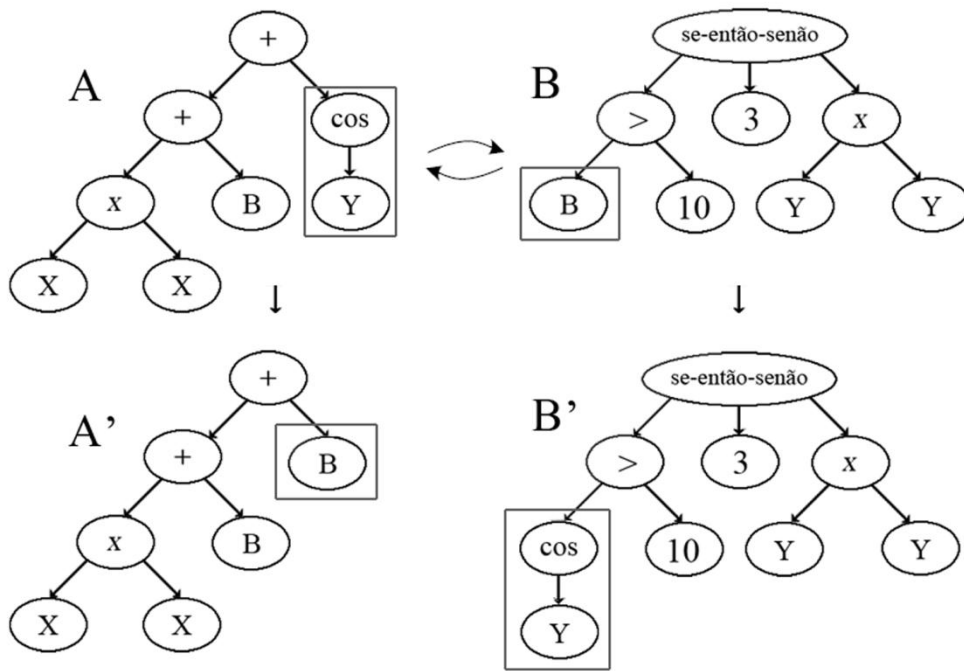 A
+
+
cos
x
B
Y
X
X
B
se-então-senão
>
3
x
B
10
Y
Y
A’
+
+
B
x
B
X
X
B’
se-então-senão
>
3
x
cos
10
Y
Y
Y